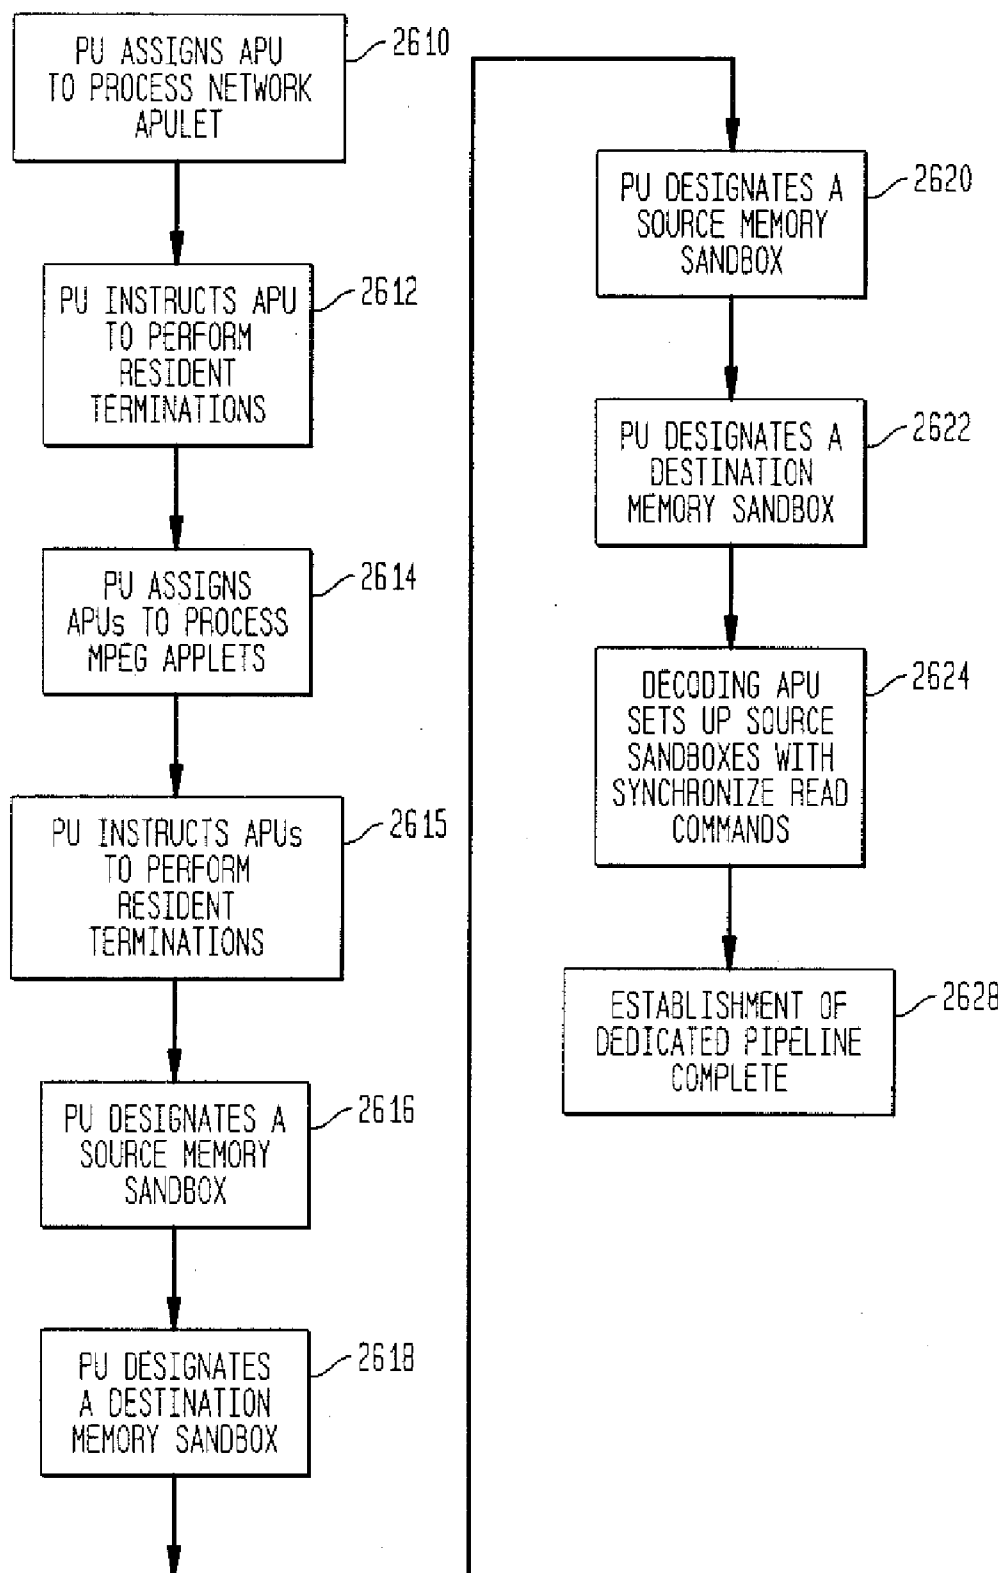 PU ASSIGNS APU
TO PROCESS NETWORK
APULET
2610
PU INSTRUCTS APU
TO PERFORM
RESIDENT
TERMINATIONS
2612
PU ASSIGNS
APUs TO PROCESS
MPEG APPLETS
2614
PU INSTRUCTS APUs
TO PERFORM
RESIDENT
TERMINATIONS
2615
PU DESIGNATES A
SOURCE MEMORY
SANDBOX
2616
PU DESIGNATES
A DESTINATION
MEMORY SANDBOX
2618
PU DESIGNATES A
SOURCE MEMORY
SANDBOX
2620
PU DESIGNATES A
DESTINATION
MEMORY SANDBOX
2622
DECODING APU
SETS UP SOURCE
SANDBOXES WITH
SYNCHRONIZE READ
COMMANDS
2624
ESTABLISHMENT OF
DEDICATED PIPELINE
COMPLETE
2628